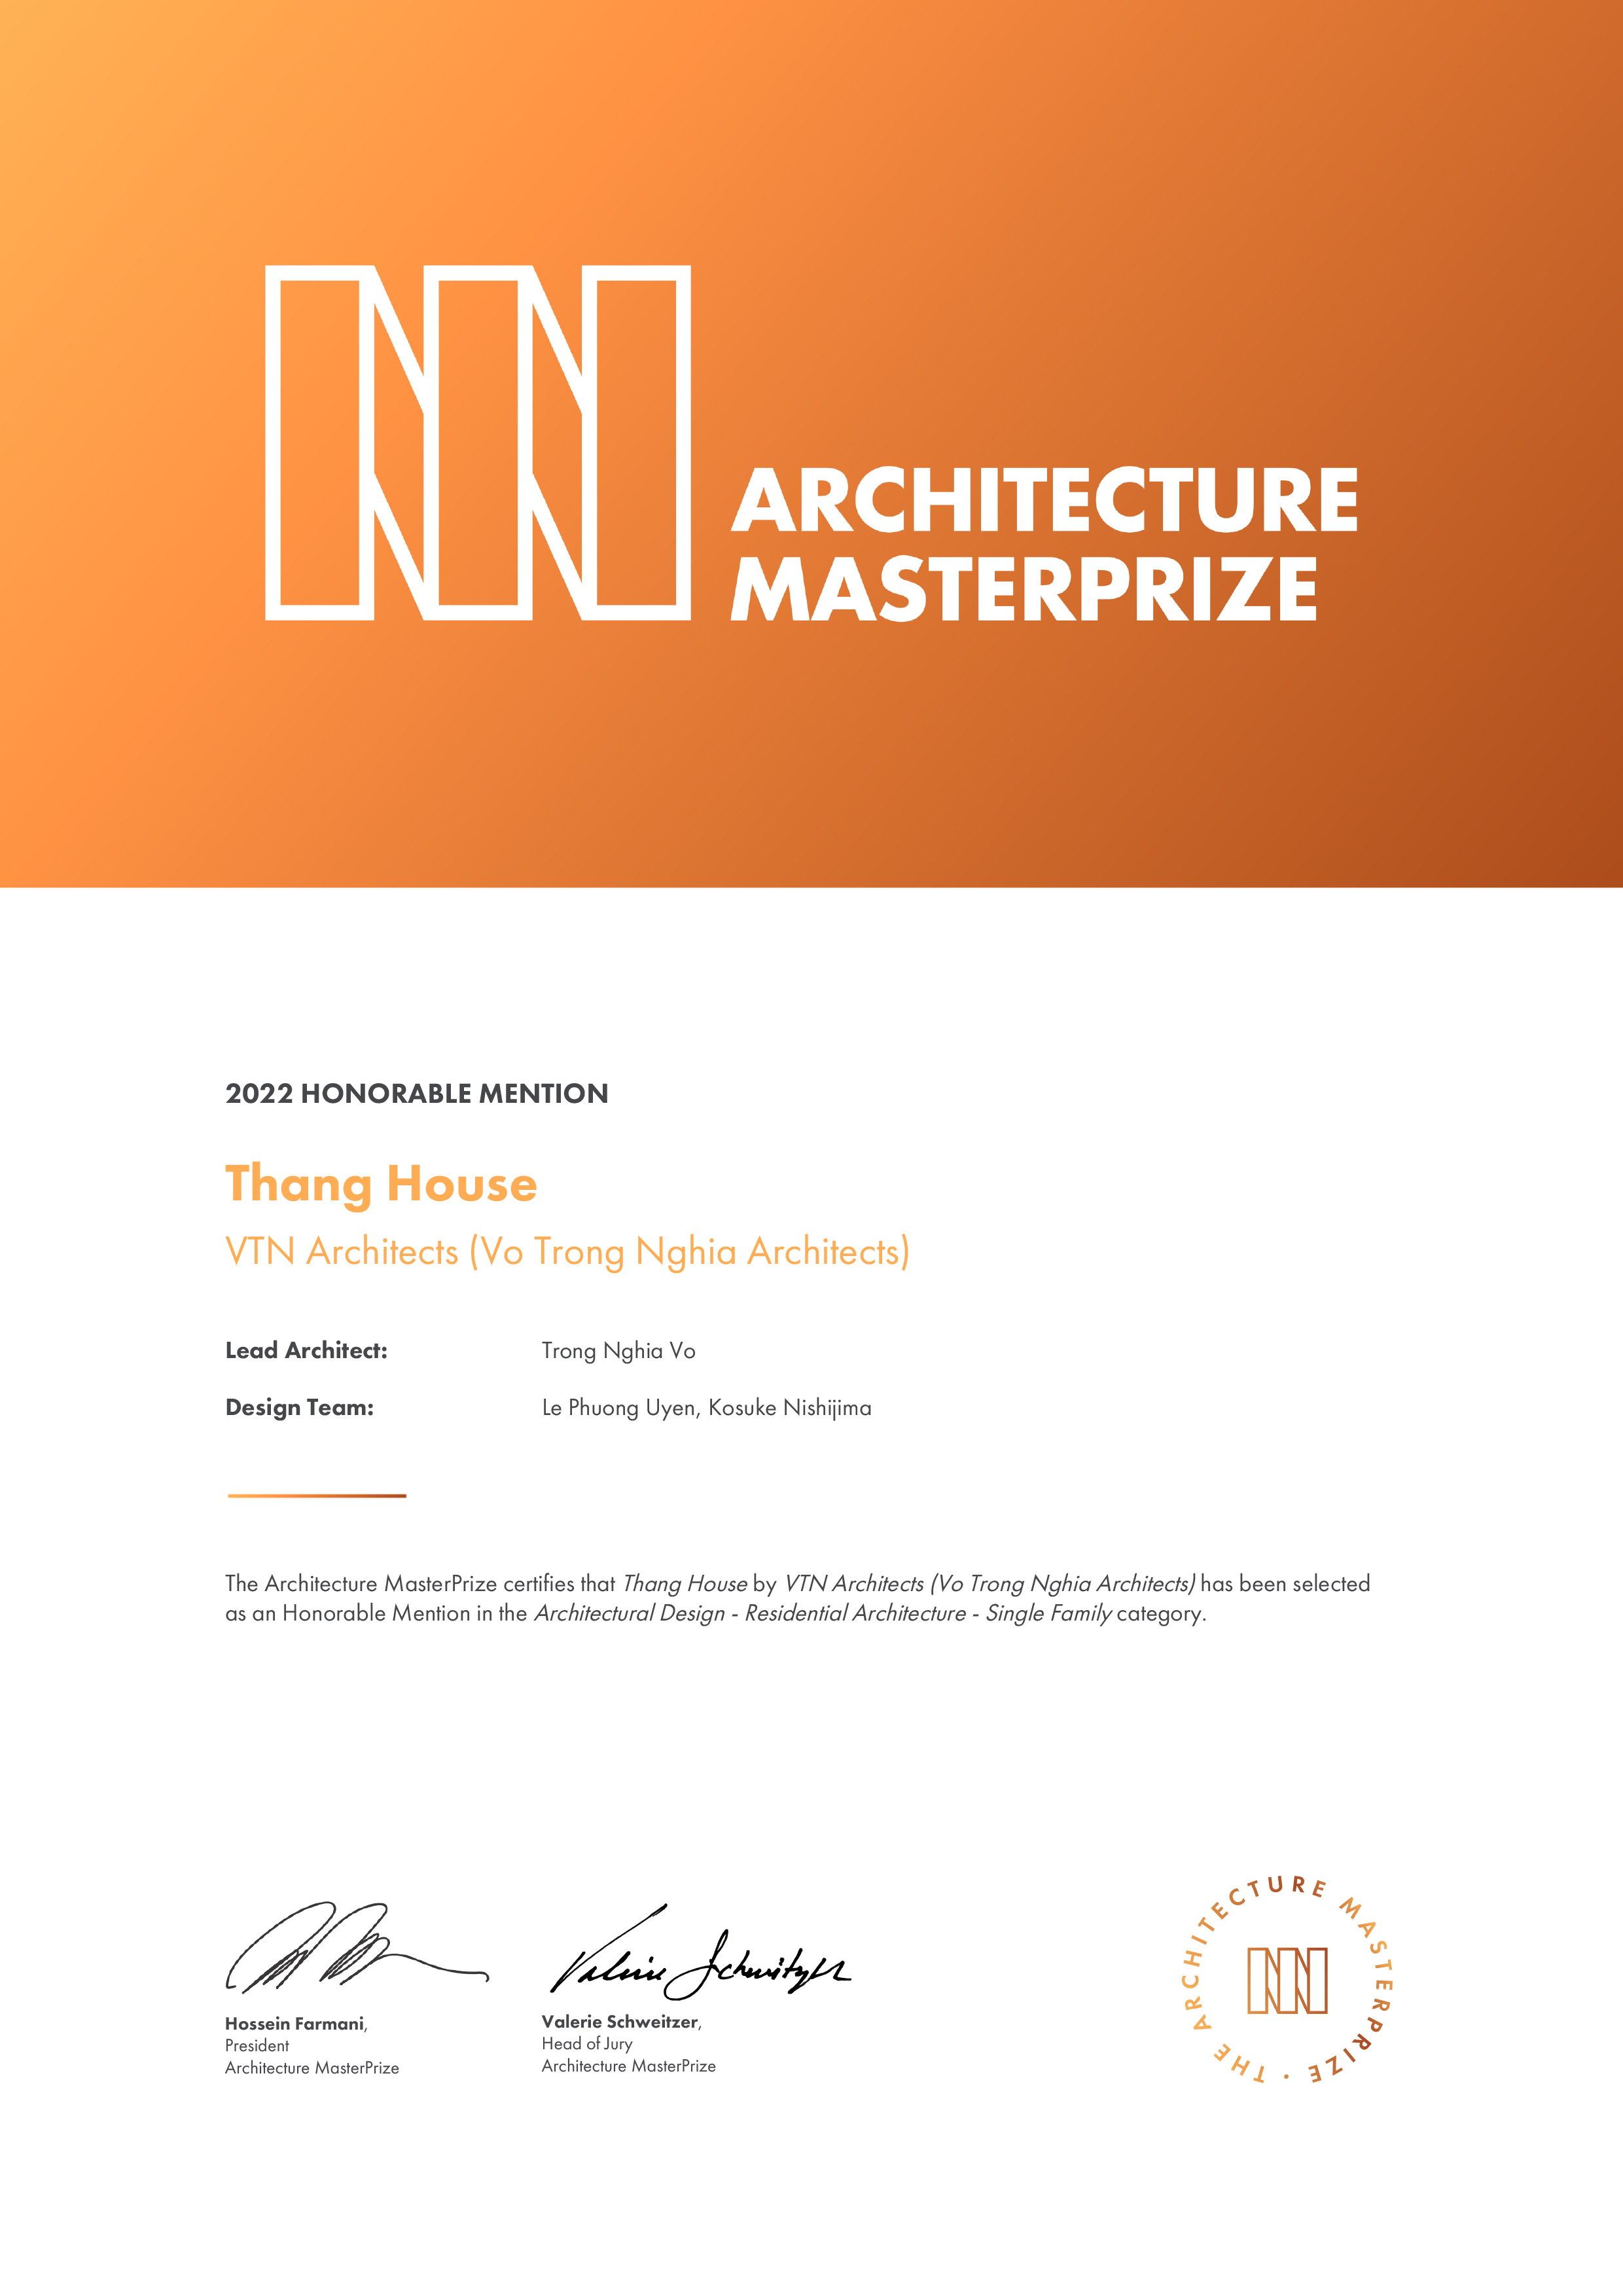 ARCHITECTURE
MASTERPRIZE
2022 HONORABLE MENTION
Thang House
VTN Architects (Vo Trong Nghia Architects)
Lead Architect: Trong Nghia Vo
Design Team: Le Phuong Uyen, Kosuke Nishijima
The Architecture MasterPrize certifies that Thang House by VTN Architects (Vo Trong Nghia Architects) has been selected
as an Honorable Mention in the Architectural Design - Residential Architecture - Single Family category.
Valerie Schweitzer
Hossein Farmani,
President
Architecture MasterPrize
Valerie Schweitzer,
Head of Jury
Architecture MasterPrize
THE ARCHITECTURE MASTERPRIZE ·